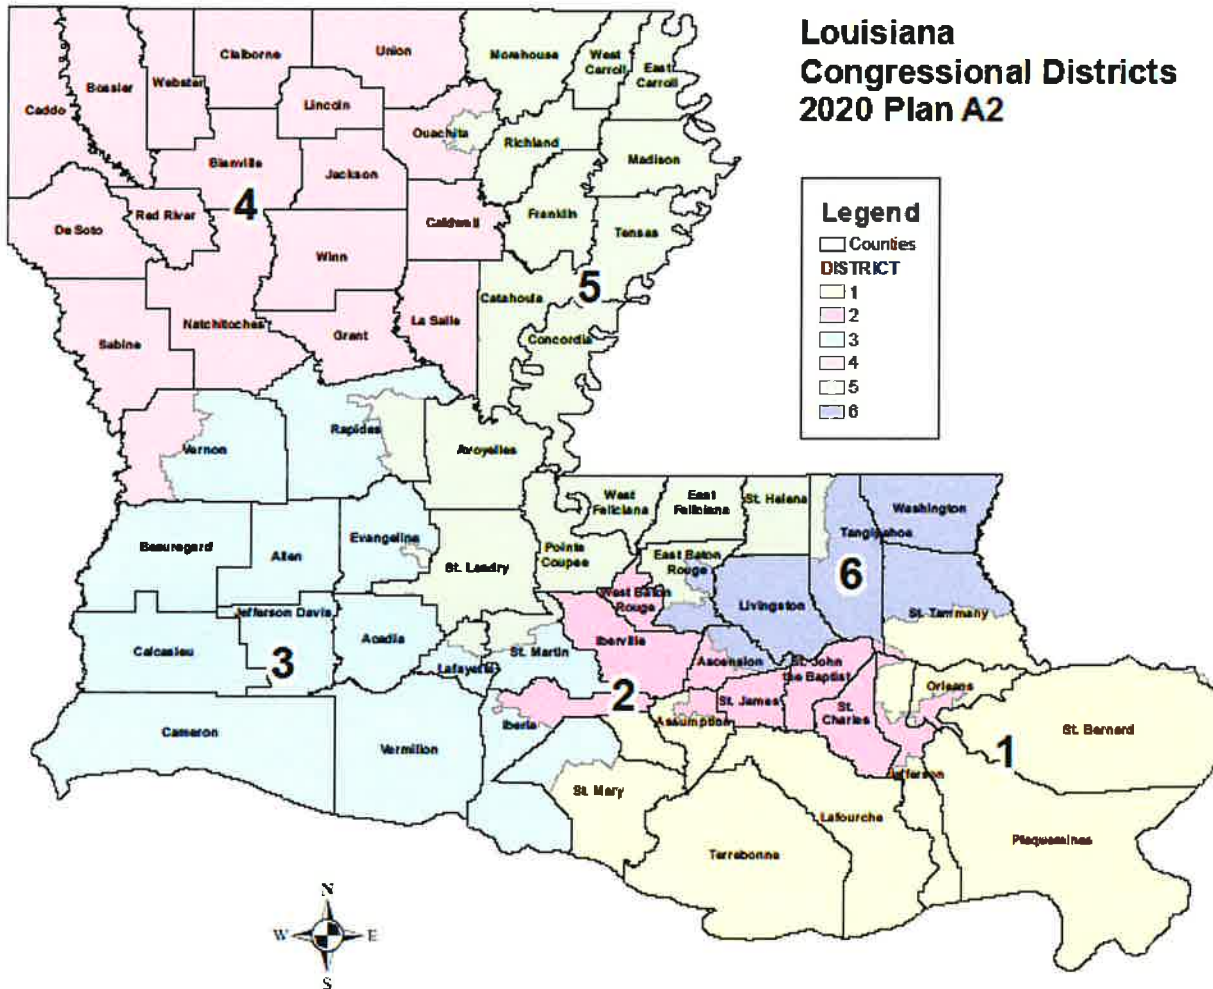 Louisiana
Congressional Districts
2020 Plan A2
Legend
Counties
DISTRICT
1
2
3
4
5
6
Caddo
Bossier
Webster
Claiborne
Union
Morehouse
West
Carroll
East
Carroll
Lincoln
Ouachita
Richland
Madison
Bienville
Jackson
Franklin
Tensas
De Soto
Red River
4
Caldwell
Winn
Catahoula
5
Sabine
Natchitoches
Grant
La Salle
Concordia
Vernon
Rapides
Avoyelles
Beauregard
Allen
Evangeline
St. Landry
Pointe
Coupee
West
Feliciana
East
Feliciana
St. Helena
Tangipahoa
Washington
East Baton
Rouge
6
West Baton
Rouge
Livingston
St. Tammany
Jefferson Davis
Calcasieu
3
Acadia
Lafayette
St. Martin
Iberville
Ascension
St. John
the Baptist
2
St. James
Assumption
St.
Charles
Orleans
Cameron
Vermilion
Iberia
St. Mary
1
St. Bernard
Jefferson
Terrebonne
Lafourche
Plaquemines
N
W
E
S